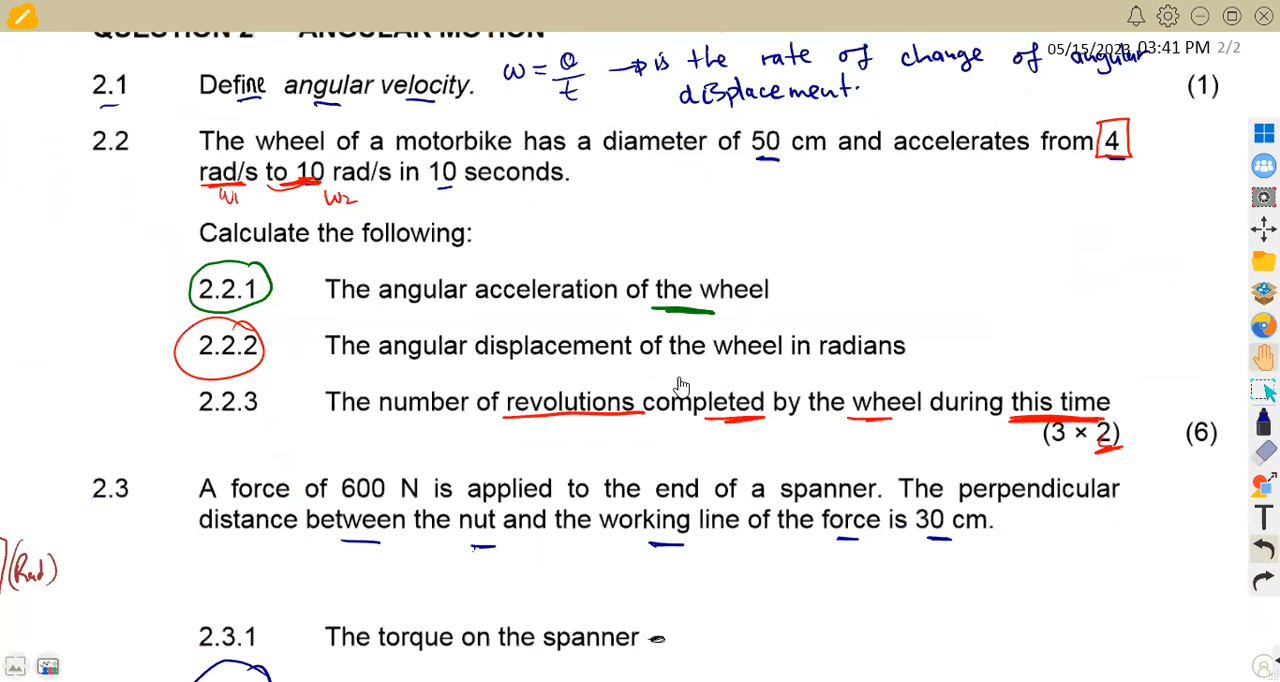 QUESTION 2 ANGULAR MOTION
05/15/2023 03:41 PM 2/2
2.1 Define angular velocity. (1)
ω = θ/t → is the rate of change of angular
displacement.
2.2 The wheel of a motorbike has a diameter of 50 cm and accelerates from 4
rad/s to 10 rad/s in 10 seconds.
ω1 ω2
Calculate the following:
2.2.1 The angular acceleration of the wheel
2.2.2 The angular displacement of the wheel in radians
2.2.3 The number of revolutions completed by the wheel during this time
(3 × 2) (6)
2.3 A force of 600 N is applied to the end of a spanner. The perpendicular
distance between the nut and the working line of the force is 30 cm.
(Rad)
2.3.1 The torque on the spanner